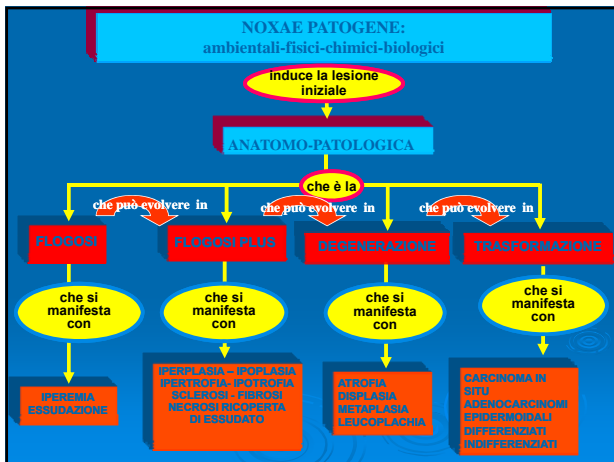 NOXAE PATOGENE:
ambientali-fisici-chimici-biologici
induce la lesione
iniziale
ANATOMO-PATOLOGICA
che è la
che può evolvere in
che può evolvere in
che può evolvere in
FLOGOSI
FLOGOSI PLUS
DEGENERAZIONE
TRASFORMAZIONE
che si
manifesta
con
che si
manifesta
con
che si
manifesta
con
che si
manifesta
con
IPEREMIA
ESSUDAZIONE
IPERPLASIA – IPOPLASIA
IPERTROFIA- IPOTROFIA
SCLEROSI - FIBROSI
NECROSI RICOPERTA
DI ESSUDATO
ATROFIA
DISPLASIA
METAPLASIA
LEUCOPLACHIA
CARCINOMA IN
SITU
ADENOCARCINOMI
EPIDERMOIDALI
DIFFERENZIATI
INDIFFERENZIATI